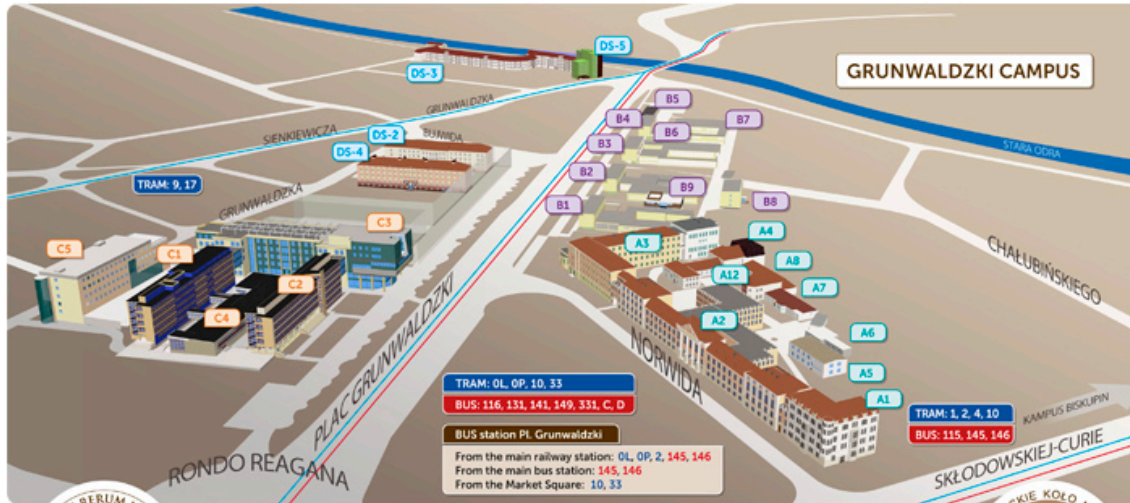 DS-5
GRUNWALDZKI CAMPUS
DS-3
B5
GRUNWALDZKA
B4
B7
SIENKIEWICZA
BUJWIDA
B6
DS-2
B3
STARA ODRA
DS-4
B2
TRAM: 9, 17
B9
B1
B8
GRUNWALDZKA
C3
A4
C5
C1
A3
CHAŁUBIŃSKIEGO
A8
A12
C2
A7
C4
A2
A6
PLAC GRUNWALDZKI
NORWIDA
A5
TRAM: 0L, 0P, 10, 33
BUS: 116, 131, 141, 149, 331, C, D
A1
KAMPUS BISKUPIN
TRAM: 1, 2, 4, 10
BUS: 115, 145, 146
BUS station Pl. Grunwaldzki
From the main railway station: 0L, 0P, 2, 145, 146
From the main bus station: 145, 146
From the Market Square: 10, 33
RONDO REAGANA
SKŁODOWSKIEJ-CURIE